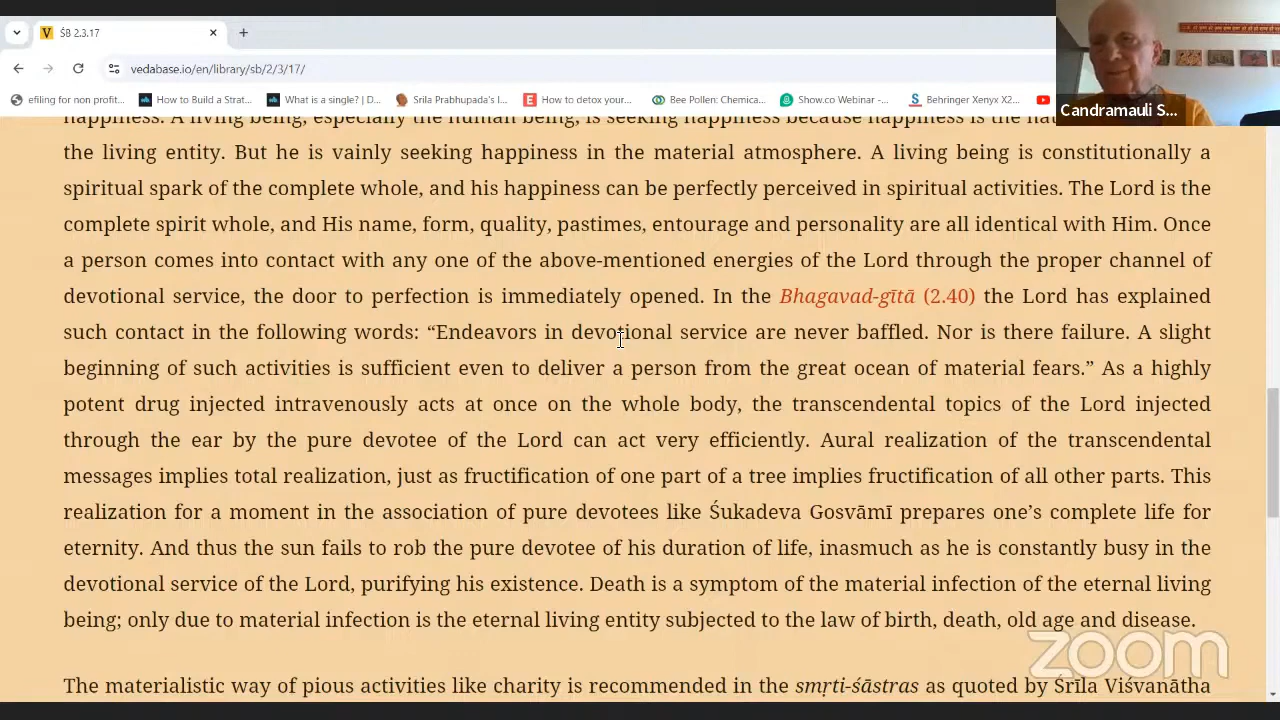 ŚB 2.3.17
vedabase.io/en/library/sb/2/3/17/
efiling for non profit...
How to Build a Strat...
What is a single? | D...
Srila Prabhupada's I...
How to detox your...
Bee Pollen: Chemica...
Show.co Webinar -...
Behringer Xenyx X2...
Candramauli S...
happiness. A living being, especially the human being, is seeking happiness because happiness is the
the living entity. But he is vainly seeking happiness in the material atmosphere. A living being is constitutionally a
spiritual spark of the complete whole, and his happiness can be perfectly perceived in spiritual activities. The Lord is the
complete spirit whole, and His name, form, quality, pastimes, entourage and personality are all identical with Him. Once
a person comes into contact with any one of the above-mentioned energies of the Lord through the proper channel of
devotional service, the door to perfection is immediately opened. In the Bhagavad-gītā (2.40) the Lord has explained
such contact in the following words: “Endeavors in devotional service are never baffled. Nor is there failure. A slight
beginning of such activities is sufficient even to deliver a person from the great ocean of material fears.” As a highly
potent drug injected intravenously acts at once on the whole body, the transcendental topics of the Lord injected
through the ear by the pure devotee of the Lord can act very efficiently. Aural realization of the transcendental
messages implies total realization, just as fructification of one part of a tree implies fructification of all other parts. This
realization for a moment in the association of pure devotees like Śukadeva Gosvāmī prepares one’s complete life for
eternity. And thus the sun fails to rob the pure devotee of his duration of life, inasmuch as he is constantly busy in the
devotional service of the Lord, purifying his existence. Death is a symptom of the material infection of the eternal living
being; only due to material infection is the eternal living entity subjected to the law of birth, death, old age and disease.
zoom
The materialistic way of pious activities like charity is recommended in the smṛti-śāstras as quoted by Śrīla Viśvanātha